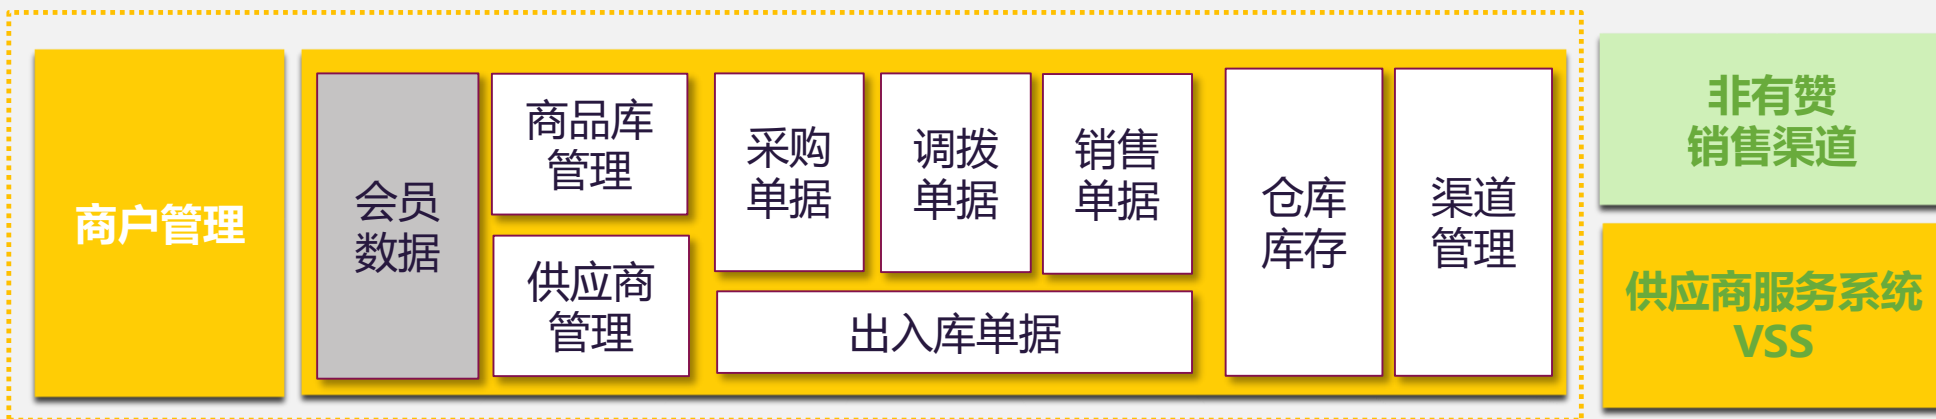 商户管理
会员
数据
商品库
管理
供应商
管理
采购
单据
调拨
单据
销售
单据
出入库单据
仓库
库存
渠道
管理
非有赞
销售渠道
供应商服务系统
VSS